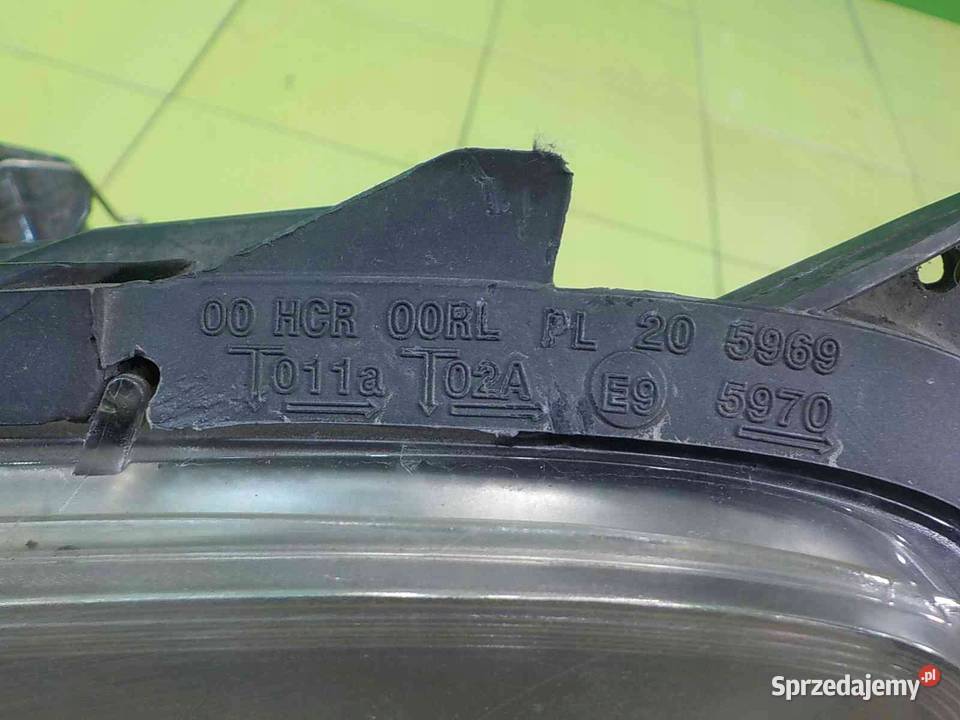 00 HCR 00RL PL 20 5969
T011a T02A E9 5970
Sprzedajemy.pl